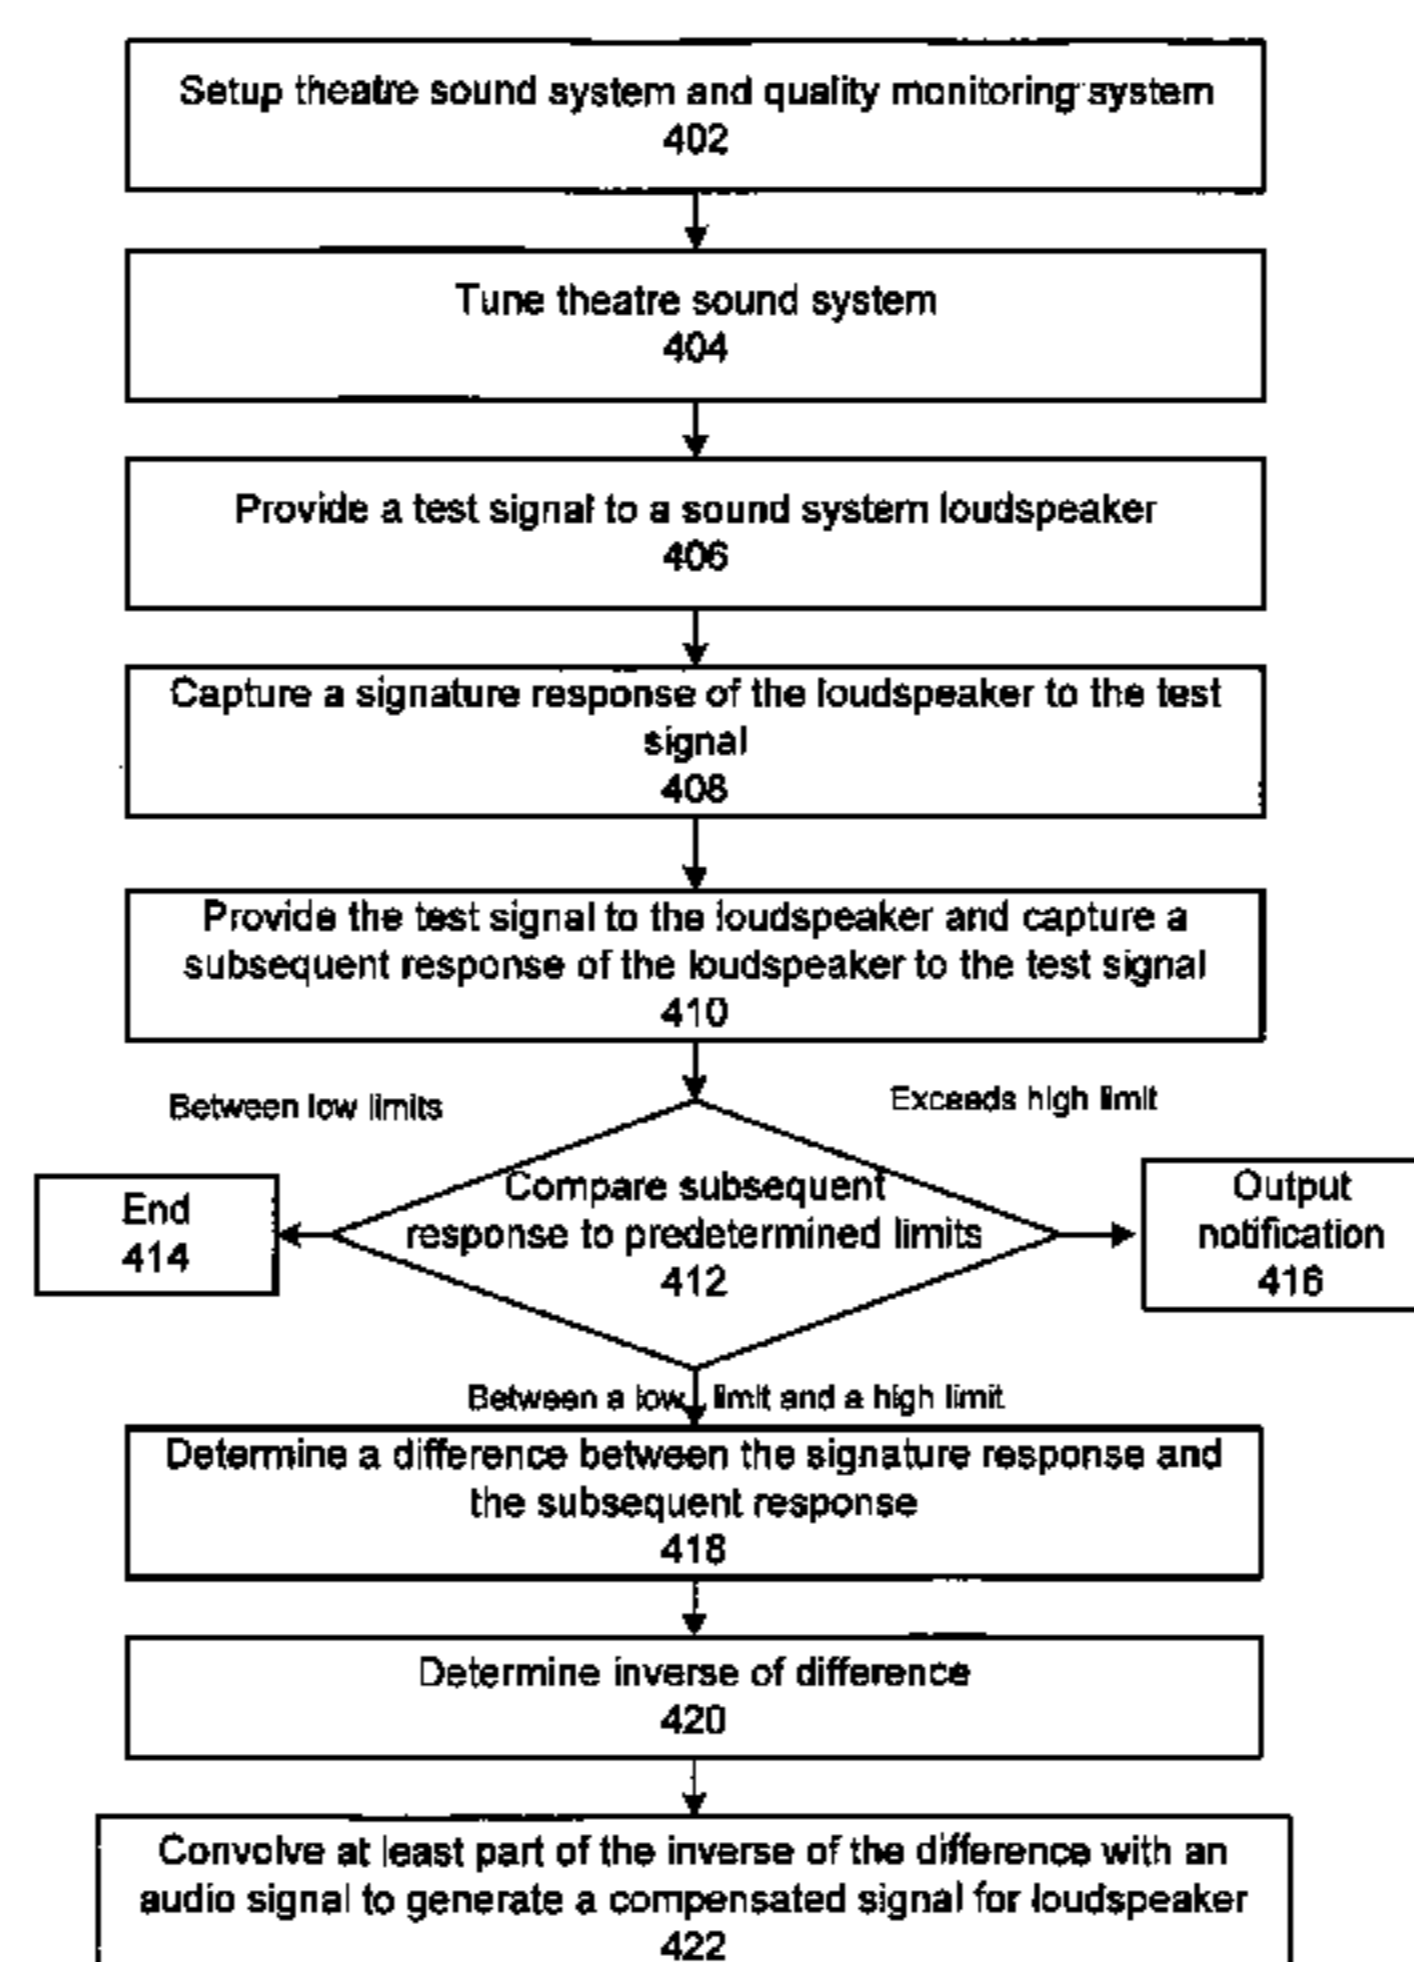 Setup theatre sound system and quality monitoring system
402
Tune theatre sound system
404
Provide a test signal to a sound system loudspeaker
406
Capture a signature response of the loudspeaker to the test
signal
408
Provide the test signal to the loudspeaker and capture a
subsequent response of the loudspeaker to the test signal
410
Between low limits
Exceeds high limit
End
414
Compare subsequent
response to predetermined limits
412
Output
notification
416
Between a low limit and a high limit
Determine a difference between the signature response and
the subsequent response
418
Determine inverse of difference
420
Convolve at least part of the inverse of the difference with an
audio signal to generate a compensated signal for loudspeaker
422